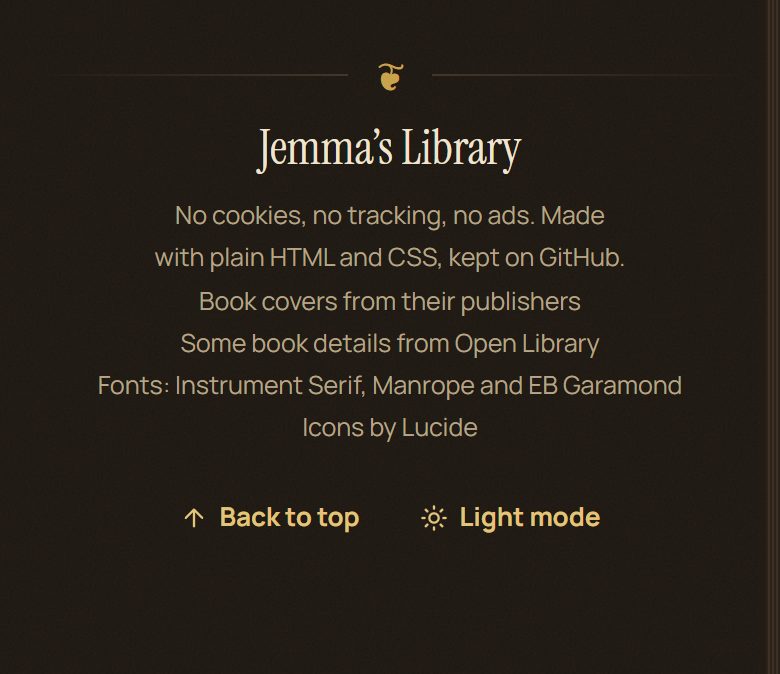 Jemma’s Library
No cookies, no tracking, no ads. Made
with plain HTML and CSS, kept on GitHub.
Book covers from their publishers
Some book details from Open Library
Fonts: Instrument Serif, Manrope and EB Garamond
Icons by Lucide
Back to top
Light mode